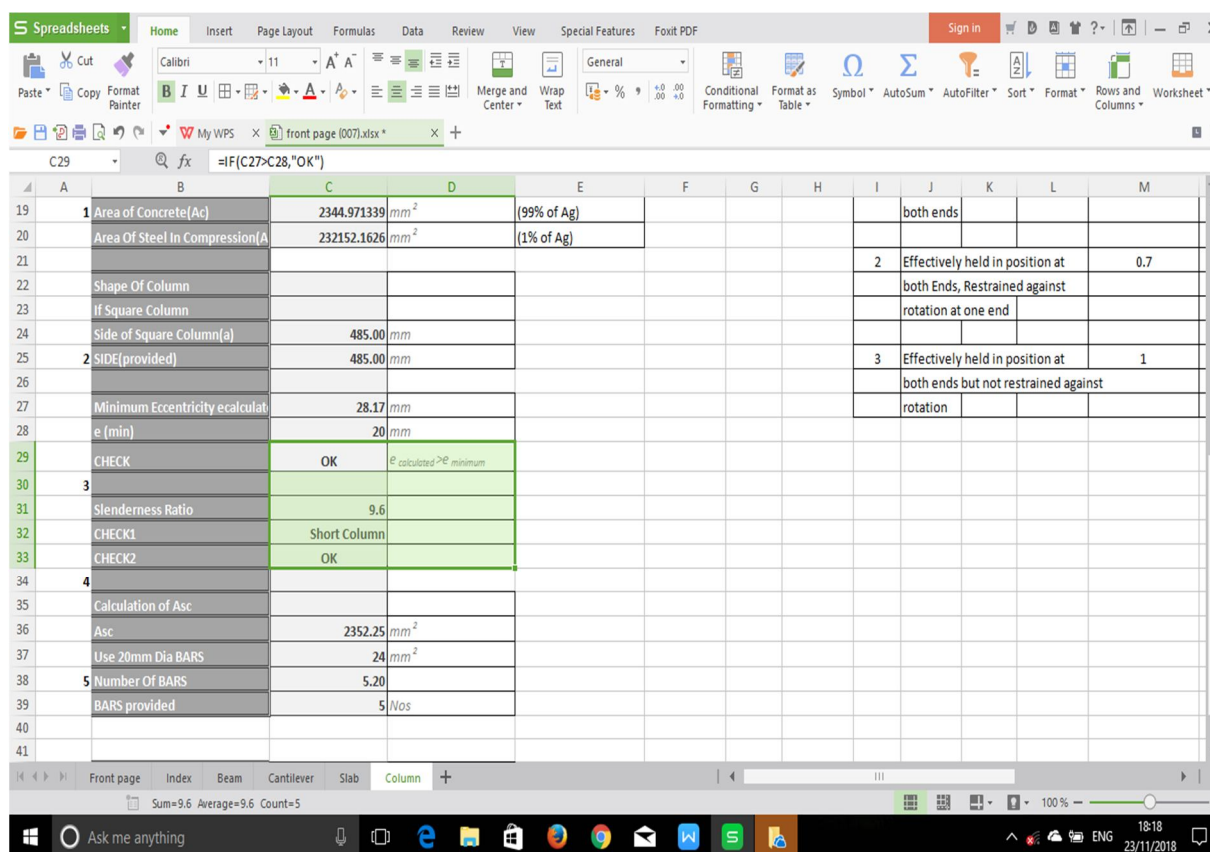 Spreadsheets Home Insert Page Layout Formulas Data Review View Special Features Foxit PDF Sign in
Cut Calibri 11 General
Paste Copy Format Painter B I U Merge and Center Wrap Text Conditional Formatting Format as Table Symbol AutoSum AutoFilter Sort Format Rows and Columns Worksheet
My WPS front page (007).xlsx *
C29 fx =IF(C27>C28,"OK")
A B C D E F G H I J K L M
19 1 Area of Concrete(Ac) 2344.971339 mm² (99% of Ag) both ends
20 Area Of Steel In Compression(A 232152.1626 mm² (1% of Ag)
21 2 Effectively held in position at 0.7
22 Shape Of Column both Ends, Restrained against
23 If Square Column rotation at one end
24 Side of Square Column(a) 485.00 mm
25 2 SIDE(provided) 485.00 mm 3 Effectively held in position at 1
26 both ends but not restrained against
27 Minimum Eccentricity ecalculat 28.17 mm rotation
28 e (min) 20 mm
29 CHECK OK e calculated >e minimum
30 3
31 Slenderness Ratio 9.6
32 CHECK1 Short Column
33 CHECK2 OK
34 4
35 Calculation of Asc
36 Asc 2352.25 mm²
37 Use 20mm Dia BARS 24 mm²
38 5 Number Of BARS 5.20
39 BARS provided 5 Nos
40
41
Front page Index Beam Cantilever Slab Column
Sum=9.6 Average=9.6 Count=5 100 %
Ask me anything ENG 18:18
23/11/2018